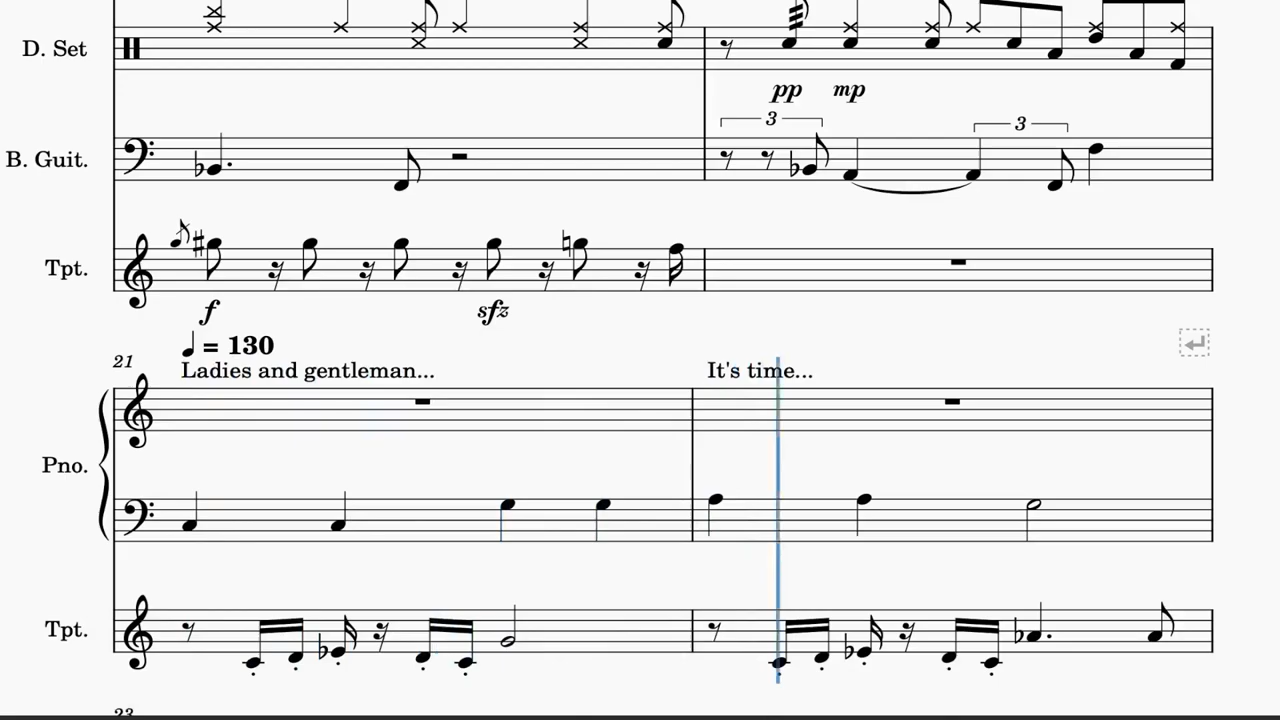 D. Set
pp mp
3 3
B. Guit.
Tpt.
f sfz
= 130
21
Ladies and gentleman... It's time...
Pno.
Tpt.
23